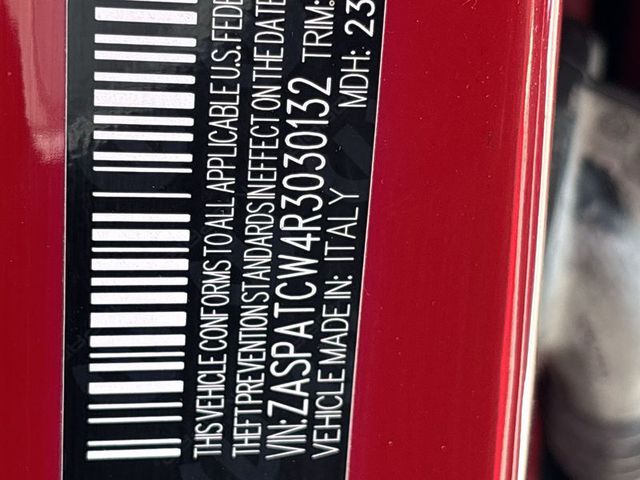 THIS VEHICLE CONFORMS TO ALL APPLICABLE U.S. FEDE
THEFT PREVENTION STANDARDS IN EFFECT ON THE DATE
VIN: ZASPATCW4R3030132 TRIM:
VEHICLE MADE IN: ITALY MDH: 23